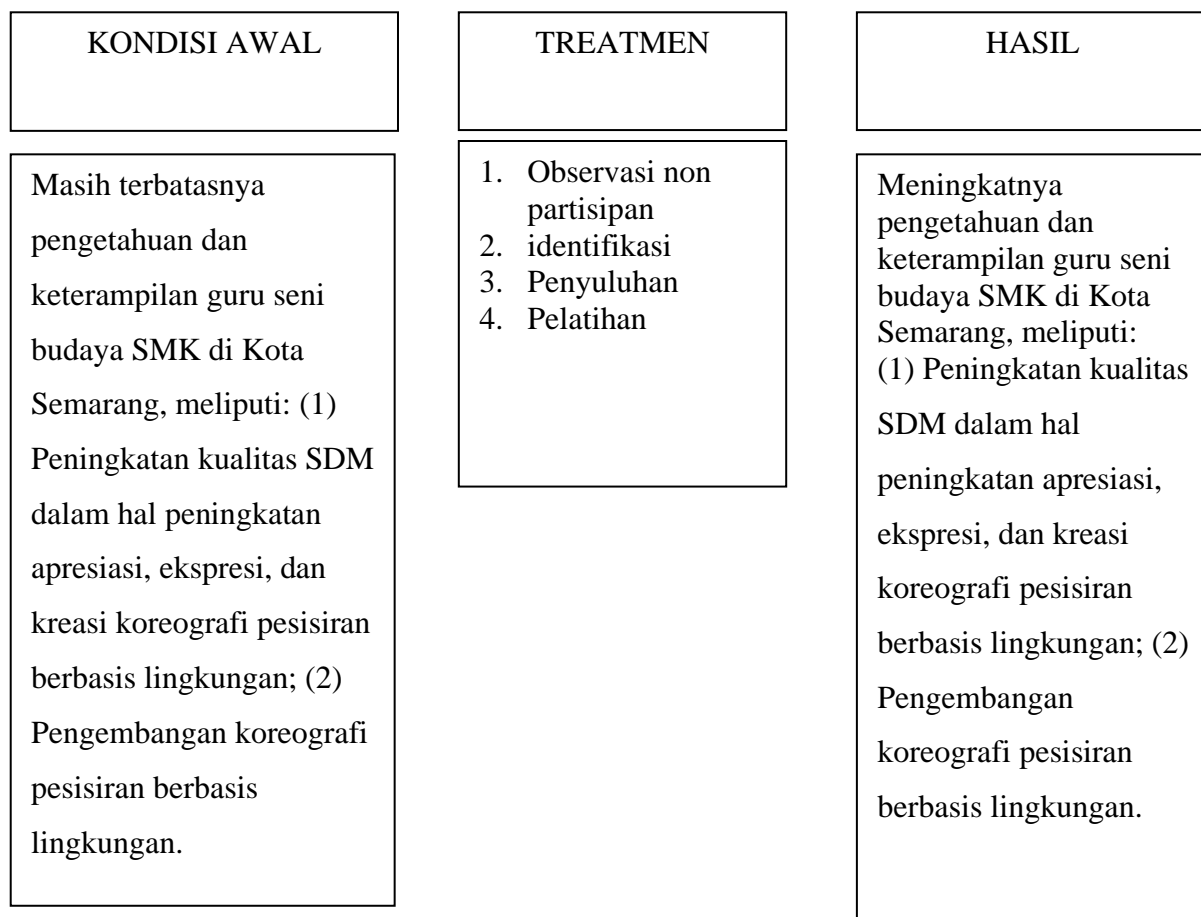 KONDISI AWAL
TREATMEN
HASIL
Masih terbatasnya
pengetahuan dan
keterampilan guru seni
budaya SMK di Kota
Semarang, meliputi: (1)
Peningkatan kualitas SDM
dalam hal peningkatan
apresiasi, ekspresi, dan
kreasi koreografi pesisiran
berbasis lingkungan; (2)
Pengembangan koreografi
pesisiran berbasis
lingkungan.
1. Observasi non
partisipan
2. identifikasi
3. Penyuluhan
4. Pelatihan
Meningkatnya
pengetahuan dan
keterampilan guru seni
budaya SMK di Kota
Semarang, meliputi:
(1) Peningkatan kualitas
SDM dalam hal
peningkatan apresiasi,
ekspresi, dan kreasi
koreografi pesisiran
berbasis lingkungan; (2)
Pengembangan
koreografi pesisiran
berbasis lingkungan.